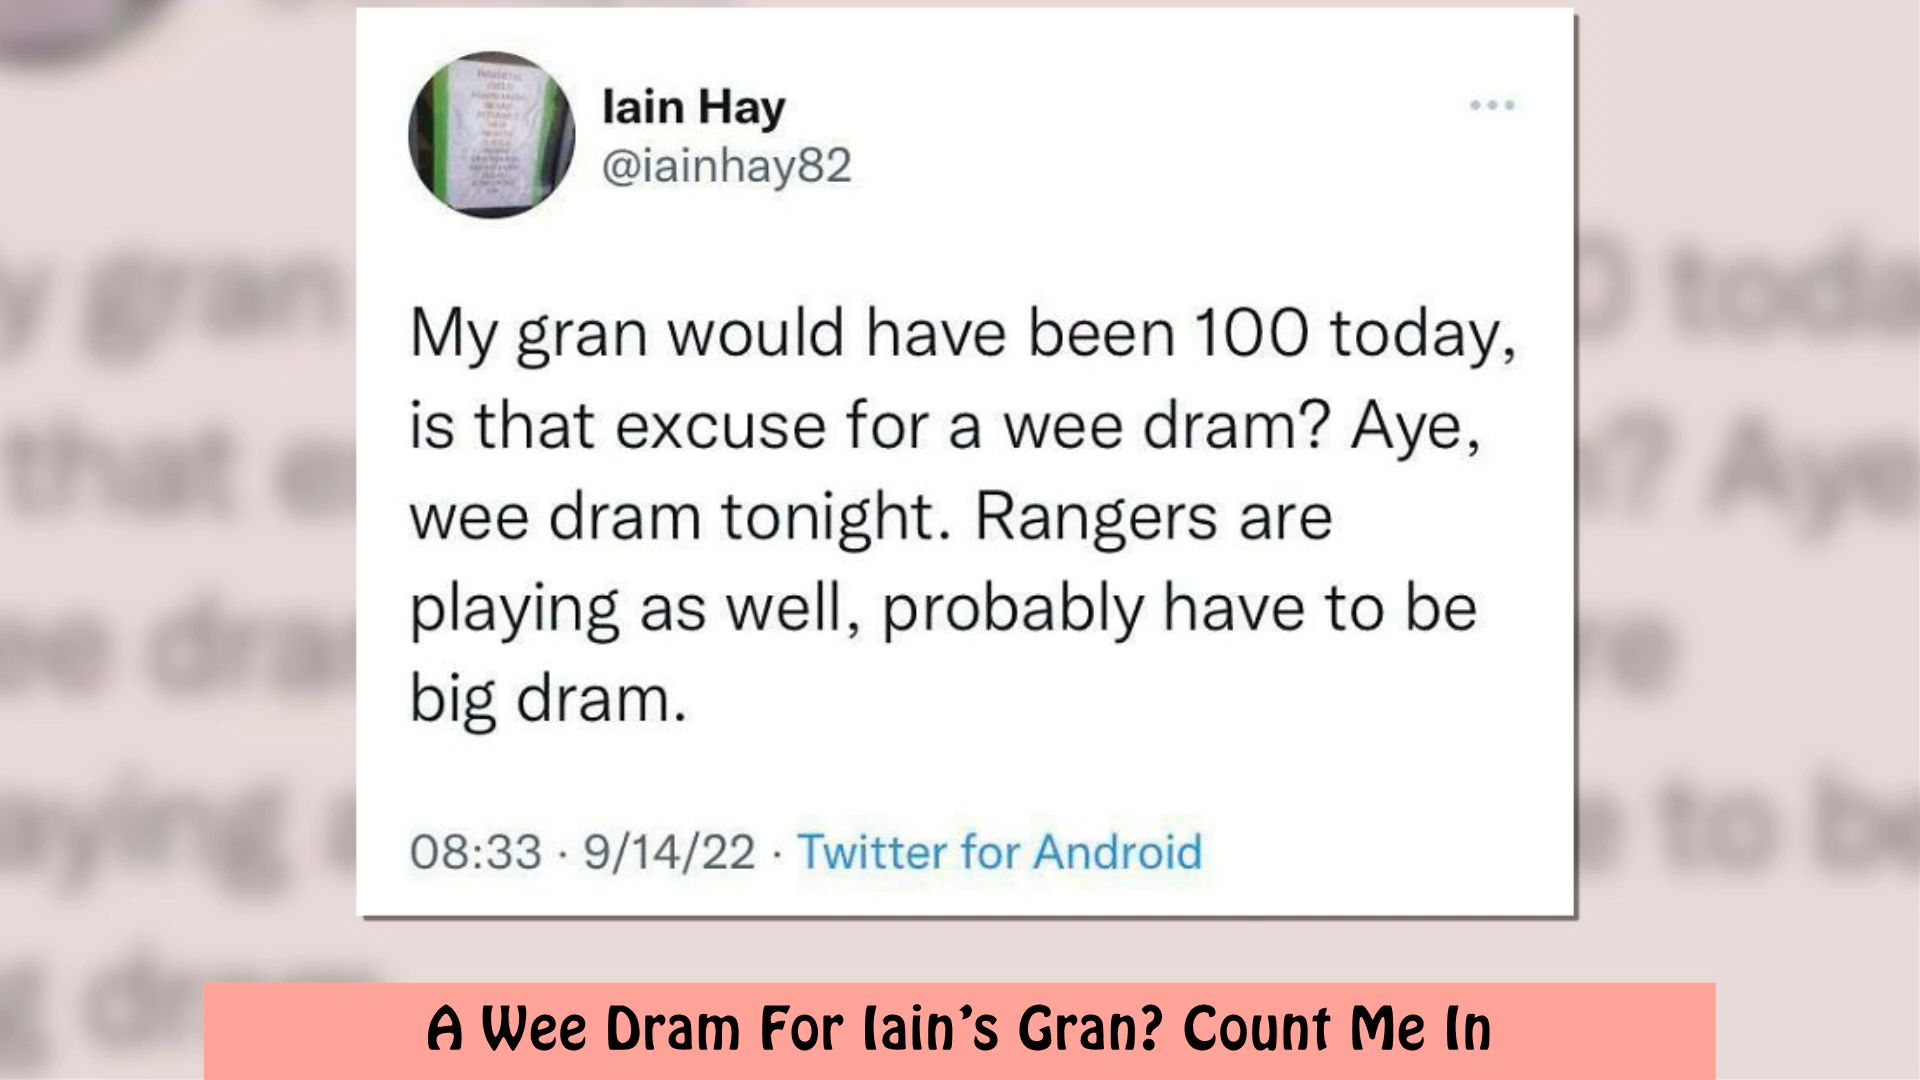 Iain Hay
@iainhay82
My gran would have been 100 today,
is that excuse for a wee dram? Aye,
wee dram tonight. Rangers are
playing as well, probably have to be
big dram.
08:33 · 9/14/22 · Twitter for Android
A Wee Dram For Iain's Gran? Count Me In